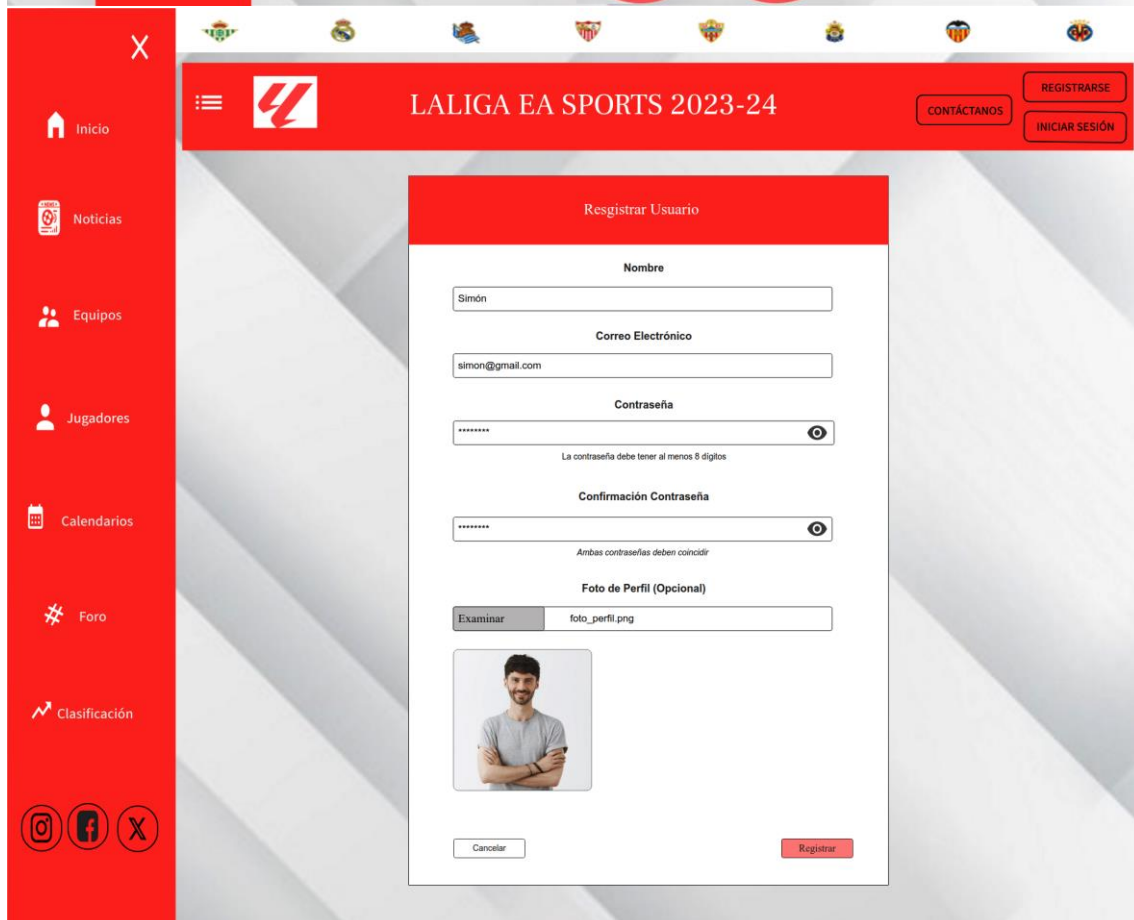 X
Inicio
Noticias
Equipos
Jugadores
Calendarios
Foro
Clasificación
LALIGA EA SPORTS 2023-24
CONTÁCTANOS
REGISTRARSE
INICIAR SESIÓN
Resgistrar Usuario
Nombre
Simón
Correo Electrónico
simon@gmail.com
Contraseña
********
La contraseña debe tener al menos 8 dígitos
Confirmación Contraseña
********
Ambas contraseñas deben coincidir
Foto de Perfil (Opcional)
Examinar foto_perfil.png
Cancelar
Registrar